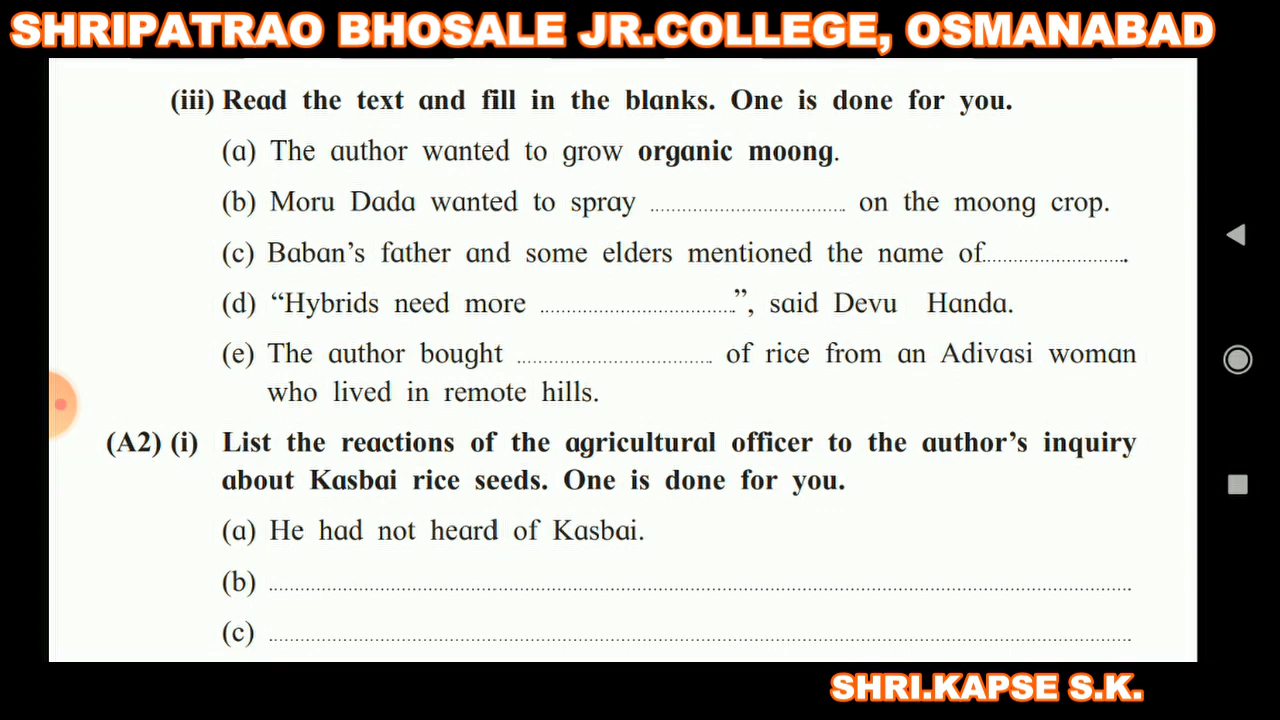 SHRIPATRAO BHOSALE JR.COLLEGE, OSMANABAD
(iii) Read the text and fill in the blanks. One is done for you.
(a) The author wanted to grow organic moong.
(b) Moru Dada wanted to spray .................................... on the moong crop.
(c) Baban's father and some elders mentioned the name of..........................
(d) "Hybrids need more ....................................", said Devu Handa.
(e) The author bought .................................... of rice from an Adivasi woman
who lived in remote hills.
(A2) (i) List the reactions of the agricultural officer to the author's inquiry
about Kasbai rice seeds. One is done for you.
(a) He had not heard of Kasbai.
(b) ....................................................................................................
(c) ....................................................................................................
SHRI.KAPSE S.K.